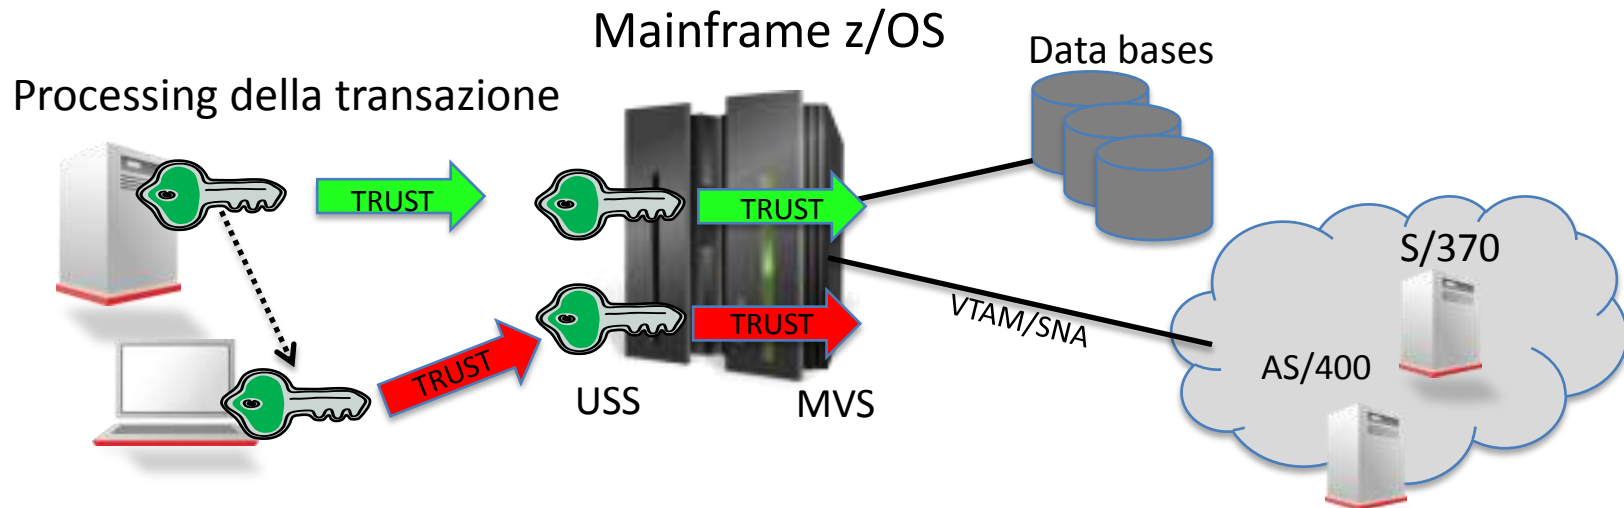 Mainframe z/OS
Data bases
Processing della transazione
TRUST
TRUST
S/370
TRUST
TRUST
VTAM/SNA
AS/400
USS
MVS